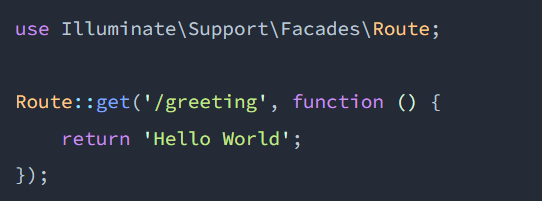 use Illuminate\Support\Facades\Route;
Route::get('/greeting', function () {
    return 'Hello World';
});